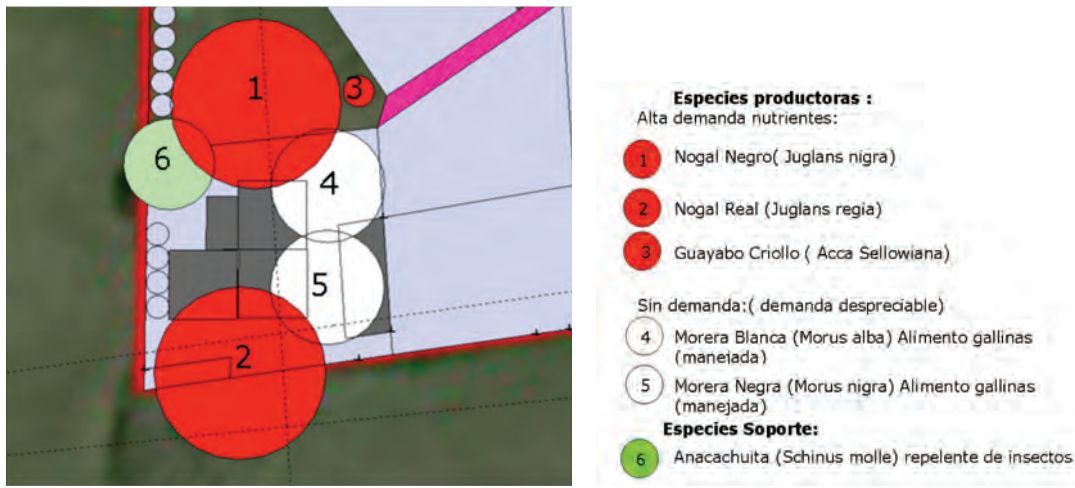 1
3
6
4
5
2
Especies productoras :
Alta demanda nutrientes:
1 Nogal Negro( Juglans nigra)
2 Nogal Real (Juglans regia)
3 Guayabo Criollo ( Acca Sellowiana)
Sin demanda:( demanda despreciable)
4 Morera Blanca (Morus alba) Alimento gallinas
(manejada)
5 Morera Negra (Morus nigra) Alimento gallinas
(manejada)
Especies Soporte:
6 Anacachuita (Schinus molle) repelente de insectos